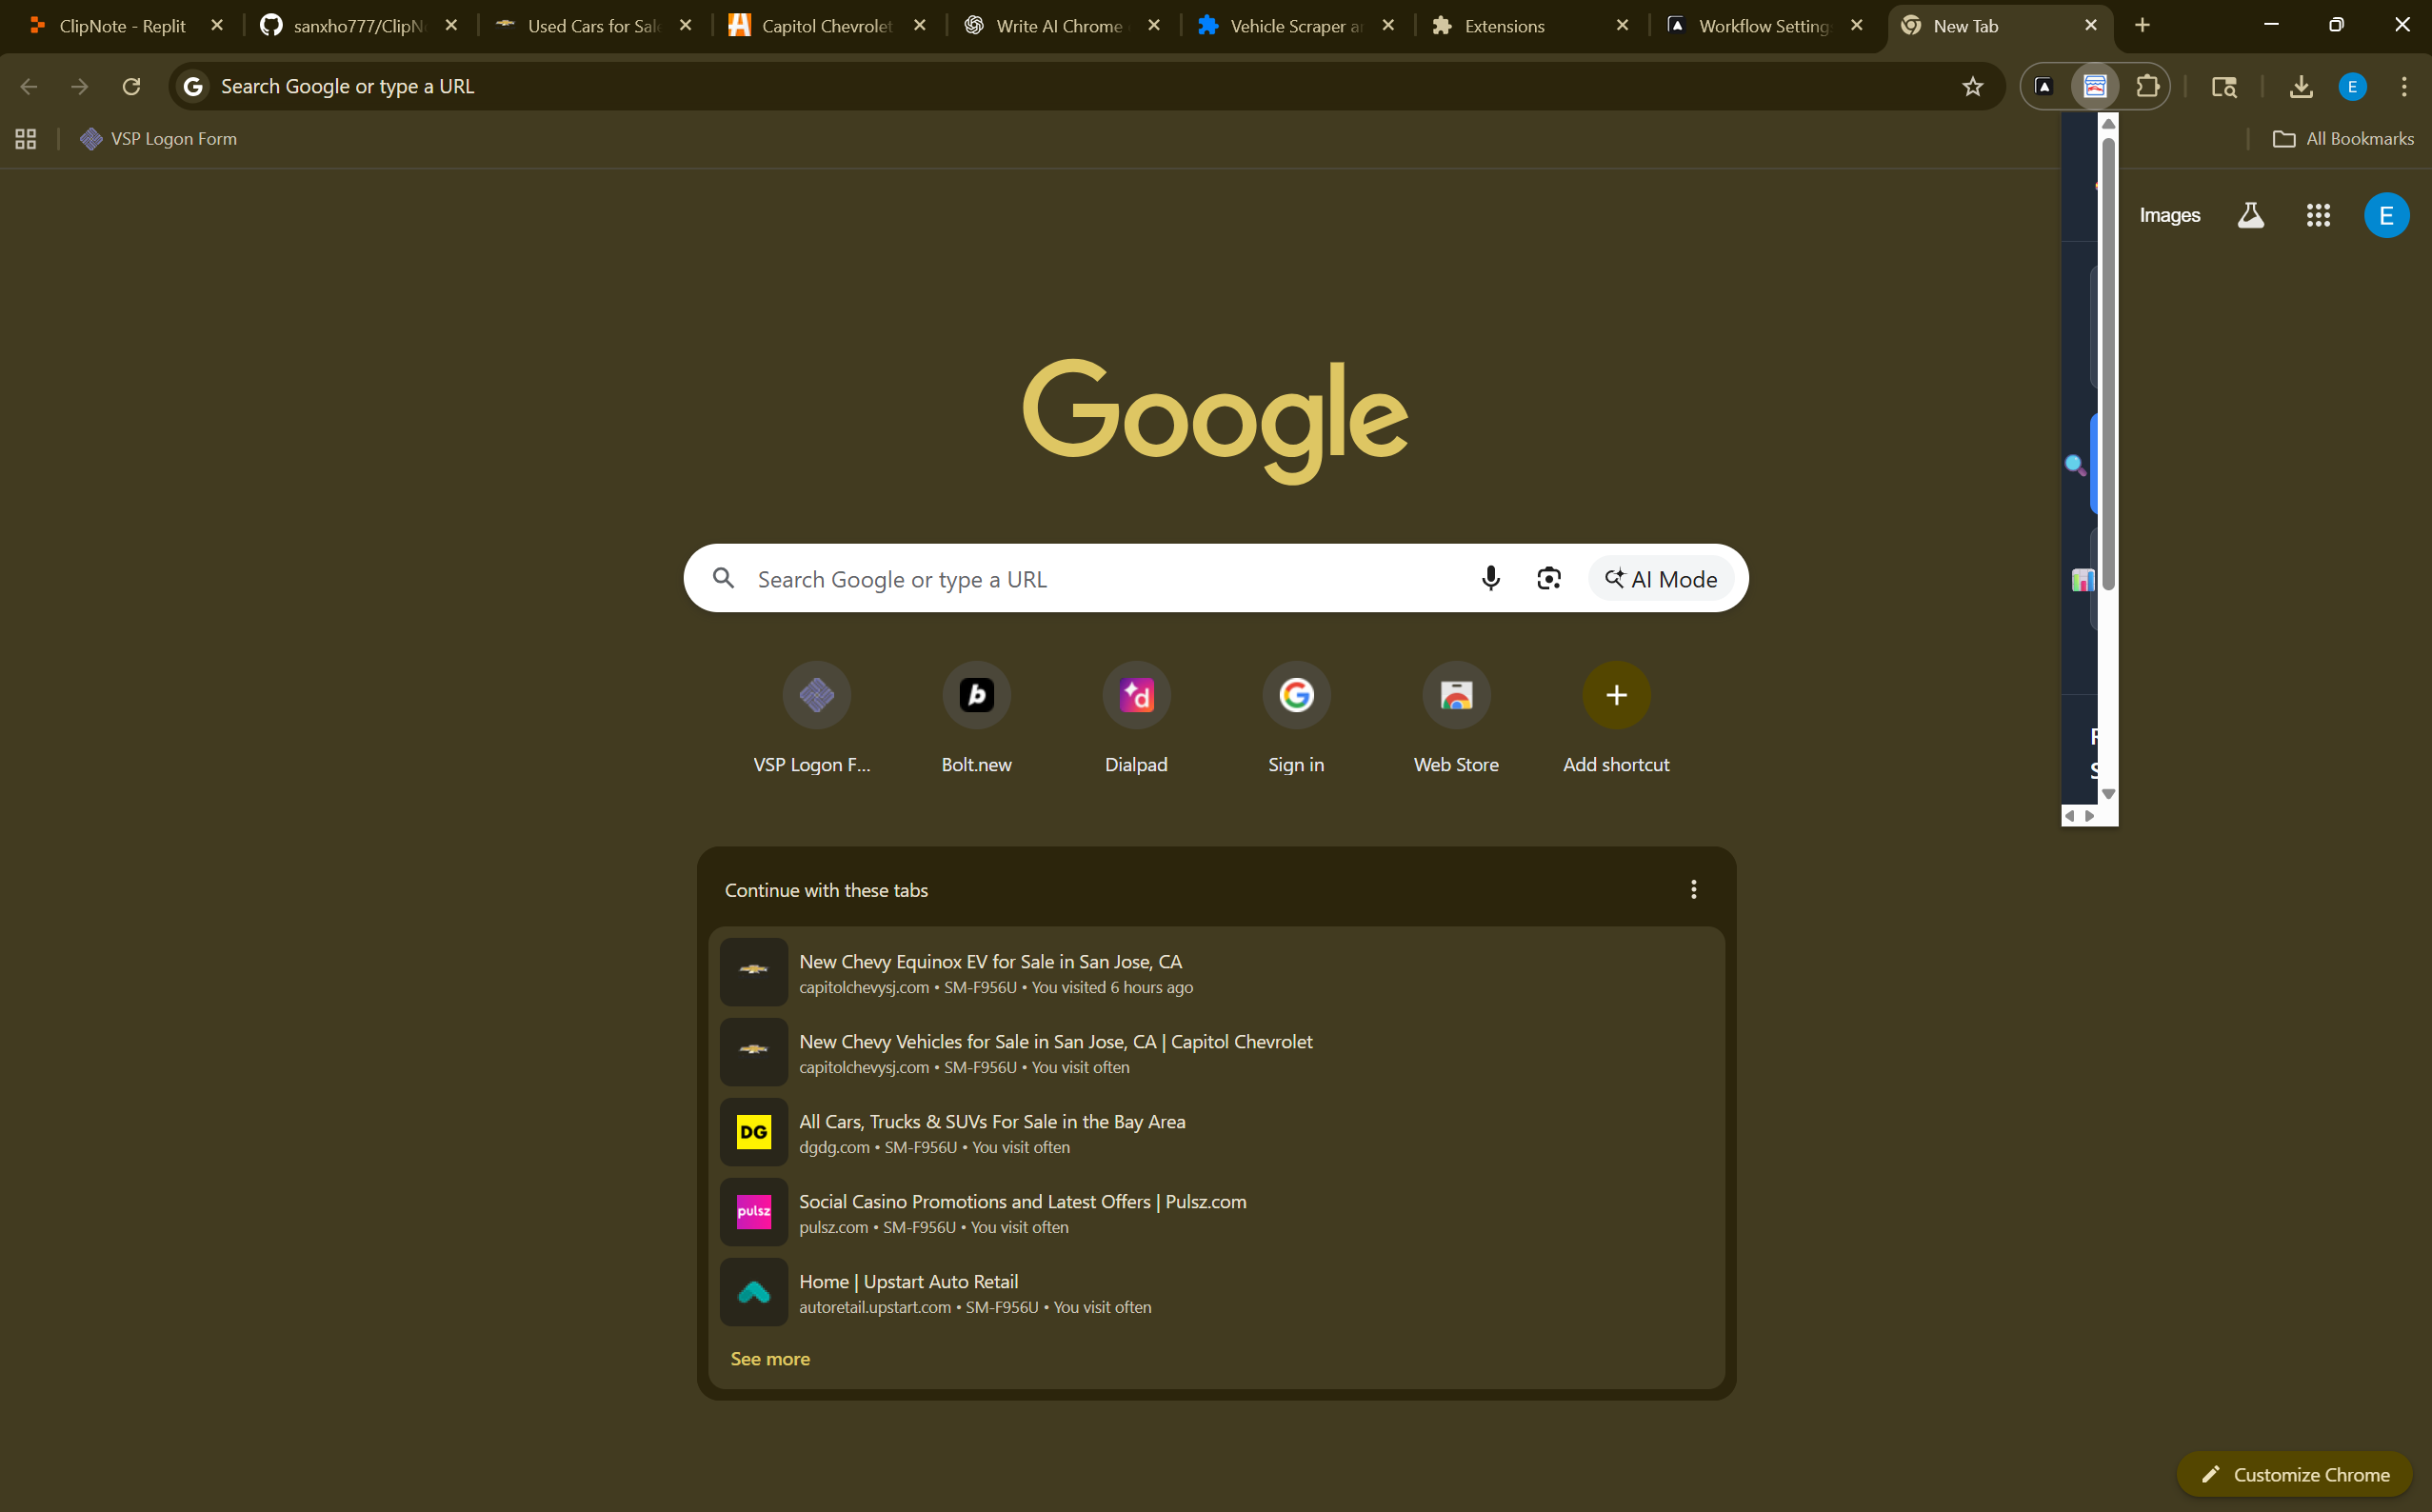 ClipNote - Replit
sanxho777/ClipN
Used Cars for Sale
Capitol Chevrolet
Write AI Chrome
Vehicle Scraper a
Extensions
Workflow Setting
New Tab
Search Google or type a URL
E
VSP Logon Form
All Bookmarks
Images
E
Google
Search Google or type a URL
AI Mode
VSP Logon F...
Bolt.new
Dialpad
Sign in
Web Store
Add shortcut
Continue with these tabs
New Chevy Equinox EV for Sale in San Jose, CA
capitolchevysj.com • SM-F956U • You visited 6 hours ago
New Chevy Vehicles for Sale in San Jose, CA | Capitol Chevrolet
capitolchevysj.com • SM-F956U • You visit often
DG
All Cars, Trucks & SUVs For Sale in the Bay Area
dgdg.com • SM-F956U • You visit often
pulsz
Social Casino Promotions and Latest Offers | Pulsz.com
pulsz.com • SM-F956U • You visit often
Home | Upstart Auto Retail
autoretail.upstart.com • SM-F956U • You visit often
See more
Customize Chrome